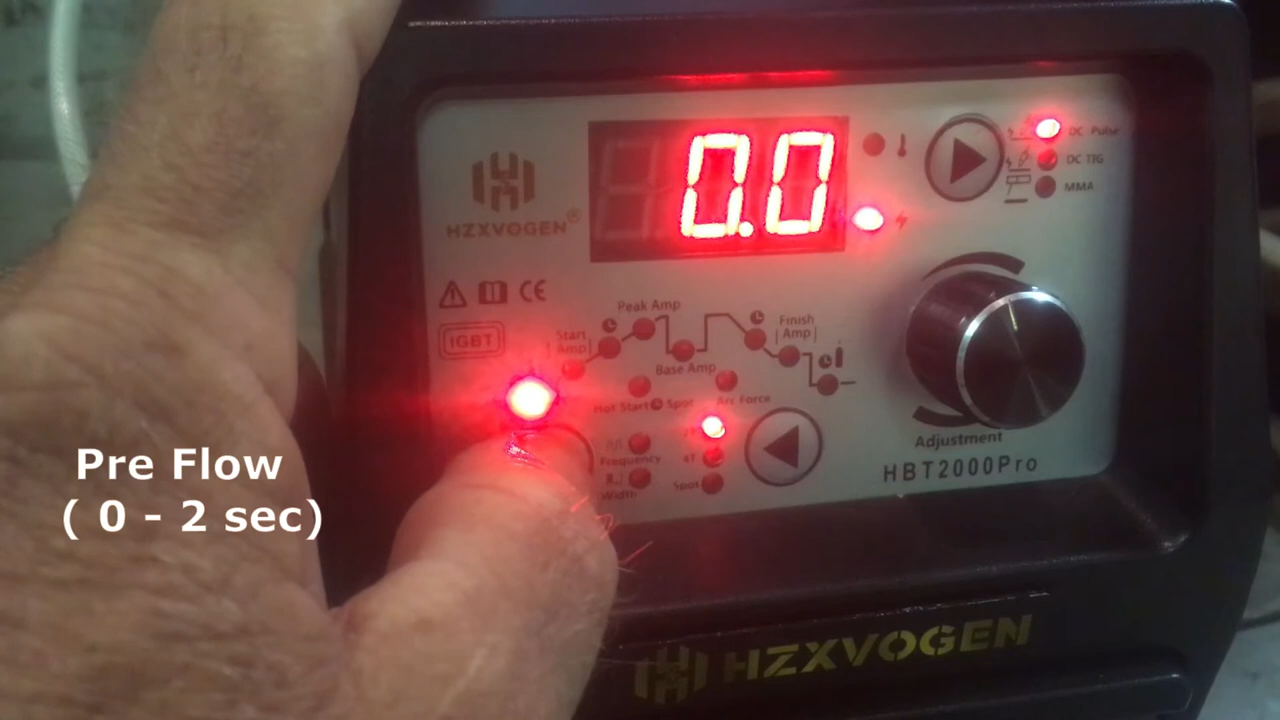 0.0
DC Pulse
DC TIG
MMA
HZXVOGEN®
CE
IGBT
Peak Amp
Start Amp
Finish Amp
Base Amp
Hot Start
Spot
Arc Force
Frequency
4T
Width
Spot
Adjustment
HBT2000Pro
Pre Flow
( 0 - 2 sec)
HZXVOGEN